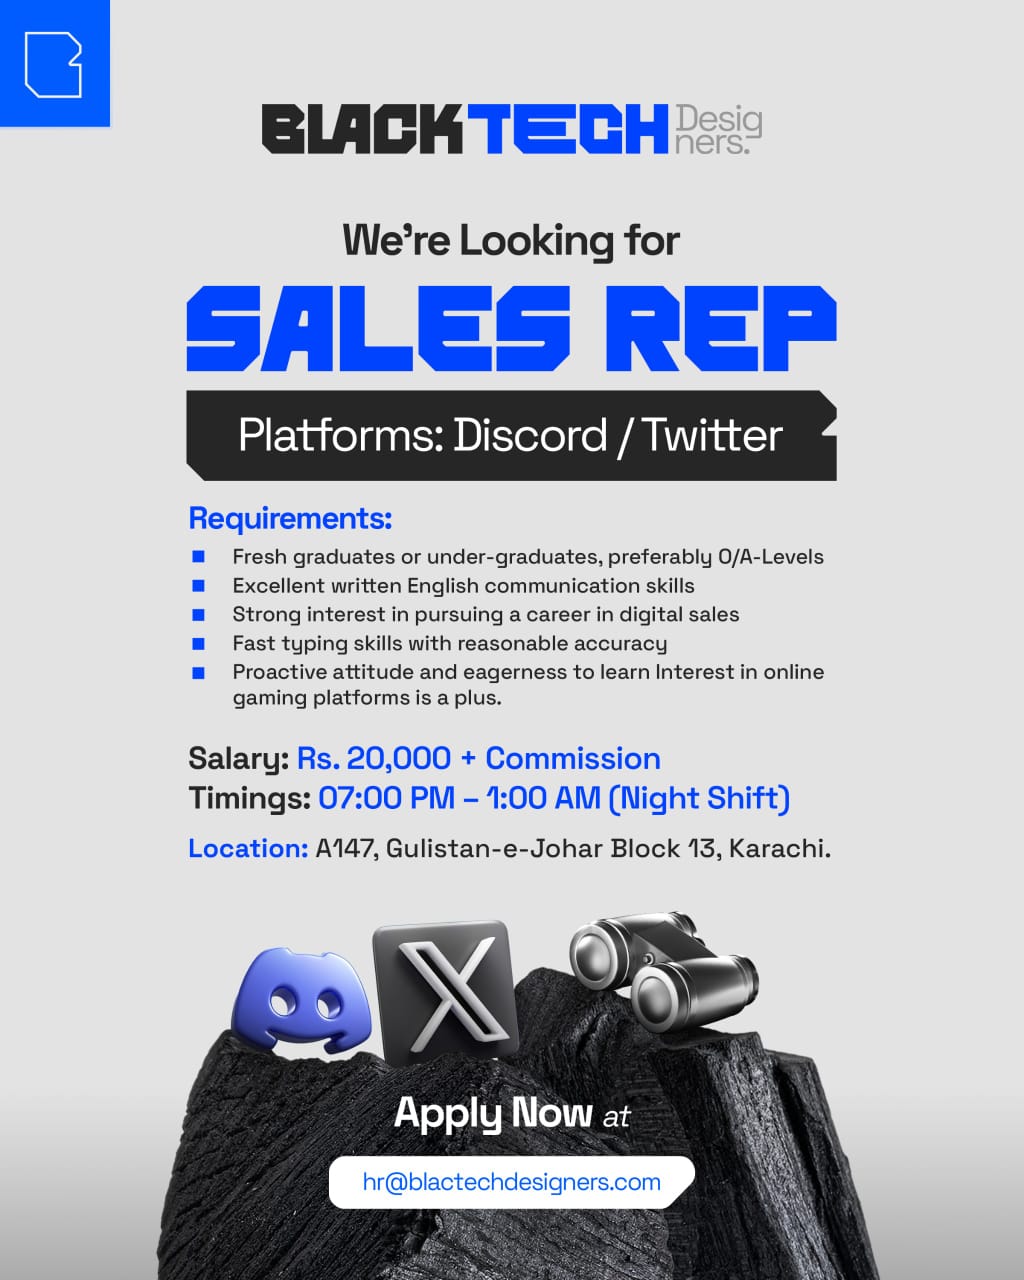 BLACKTECH Desig
ners.
We're Looking for
SALES REP
Platforms: Discord / Twitter
Requirements:
Fresh graduates or under-graduates, preferably O/A-Levels
Excellent written English communication skills
Strong interest in pursuing a career in digital sales
Fast typing skills with reasonable accuracy
Proactive attitude and eagerness to learn Interest in online
gaming platforms is a plus.
Salary: Rs. 20,000 + Commission
Timings: 07:00 PM – 1:00 AM (Night Shift)
Location: A147, Gulistan-e-Johar Block 13, Karachi.
Apply Now at
hr@blactechdesigners.com